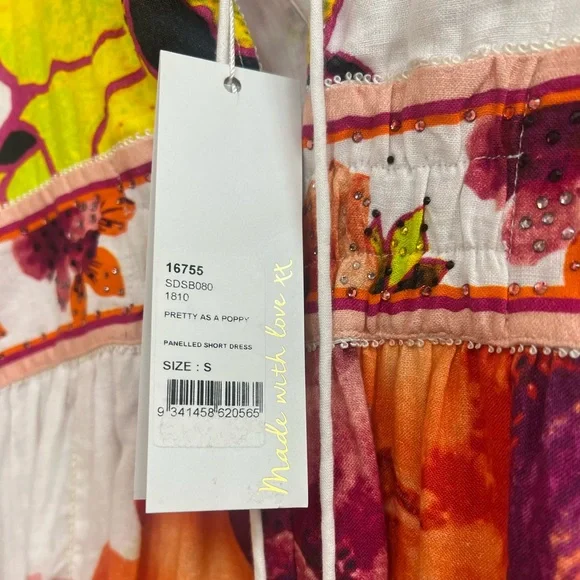 16755
SDSB080
1810
PRETTY AS A POPPY
PANELLED SHORT DRESS
SIZE : S
9 341458 620565
Made with love xx